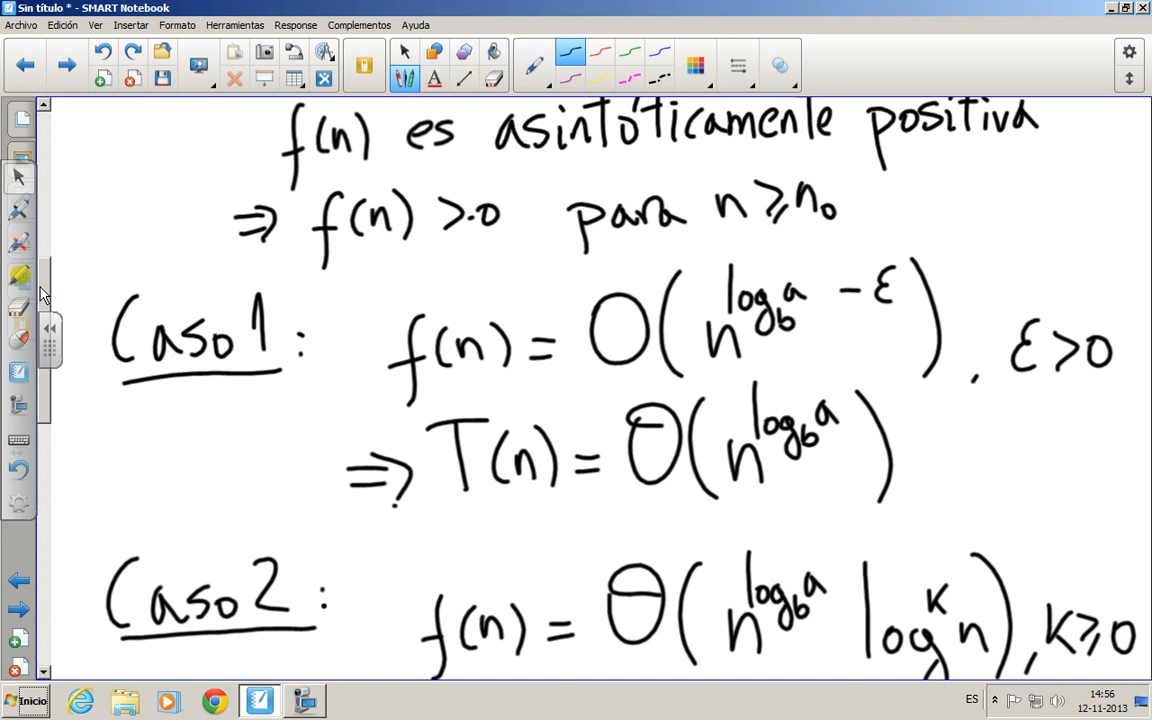 Sin título * - SMART Notebook
Archivo Edición Ver Insertar Formato Herramientas Response Complementos Ayuda
f(n) es asintóticamente positiva
⇒ f(n) > 0 para n ≥ n₀
Caso 1: f(n) = O(n^(log_b a - ε)), ε > 0
⇒ T(n) = Θ(n^(log_b a))
Caso 2: f(n) = Θ(n^(log_b a) log^k n), k ≥ 0
Inicio
ES
14:56
12-11-2013